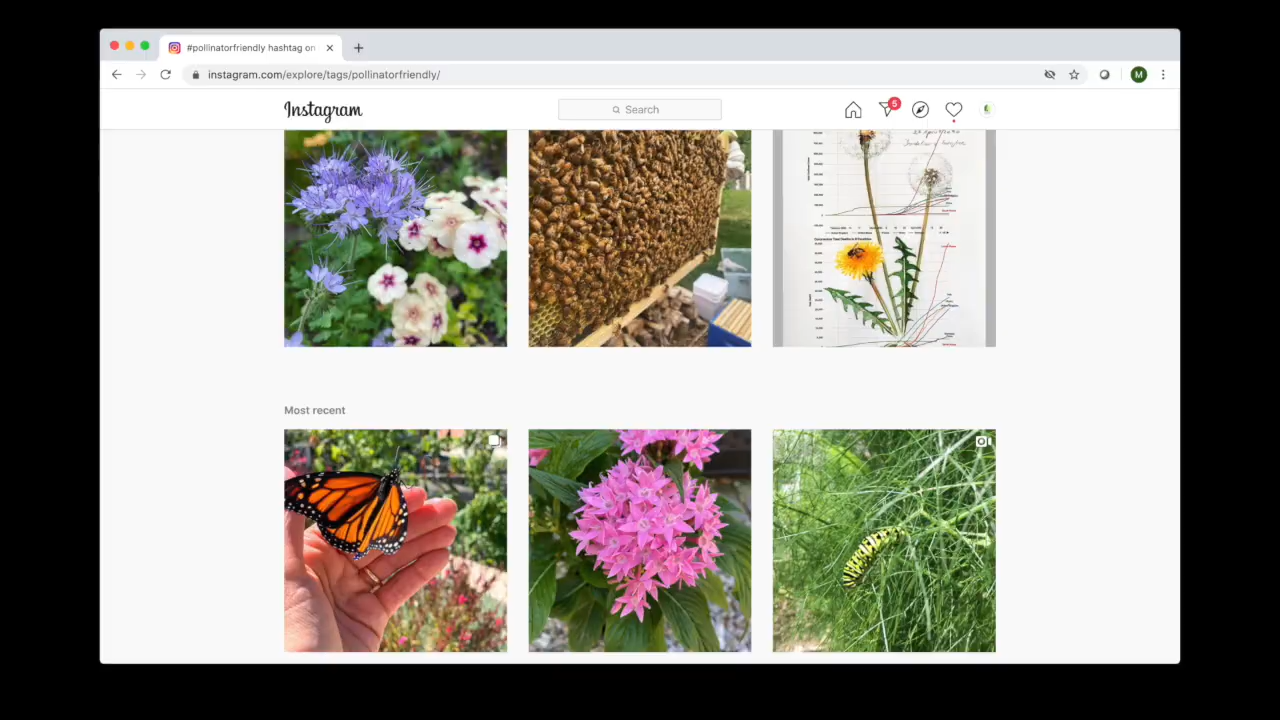 #pollinatorfriendly hashtag on
instagram.com/explore/tags/pollinatorfriendly/
M
Instagram
Search
5
Most recent